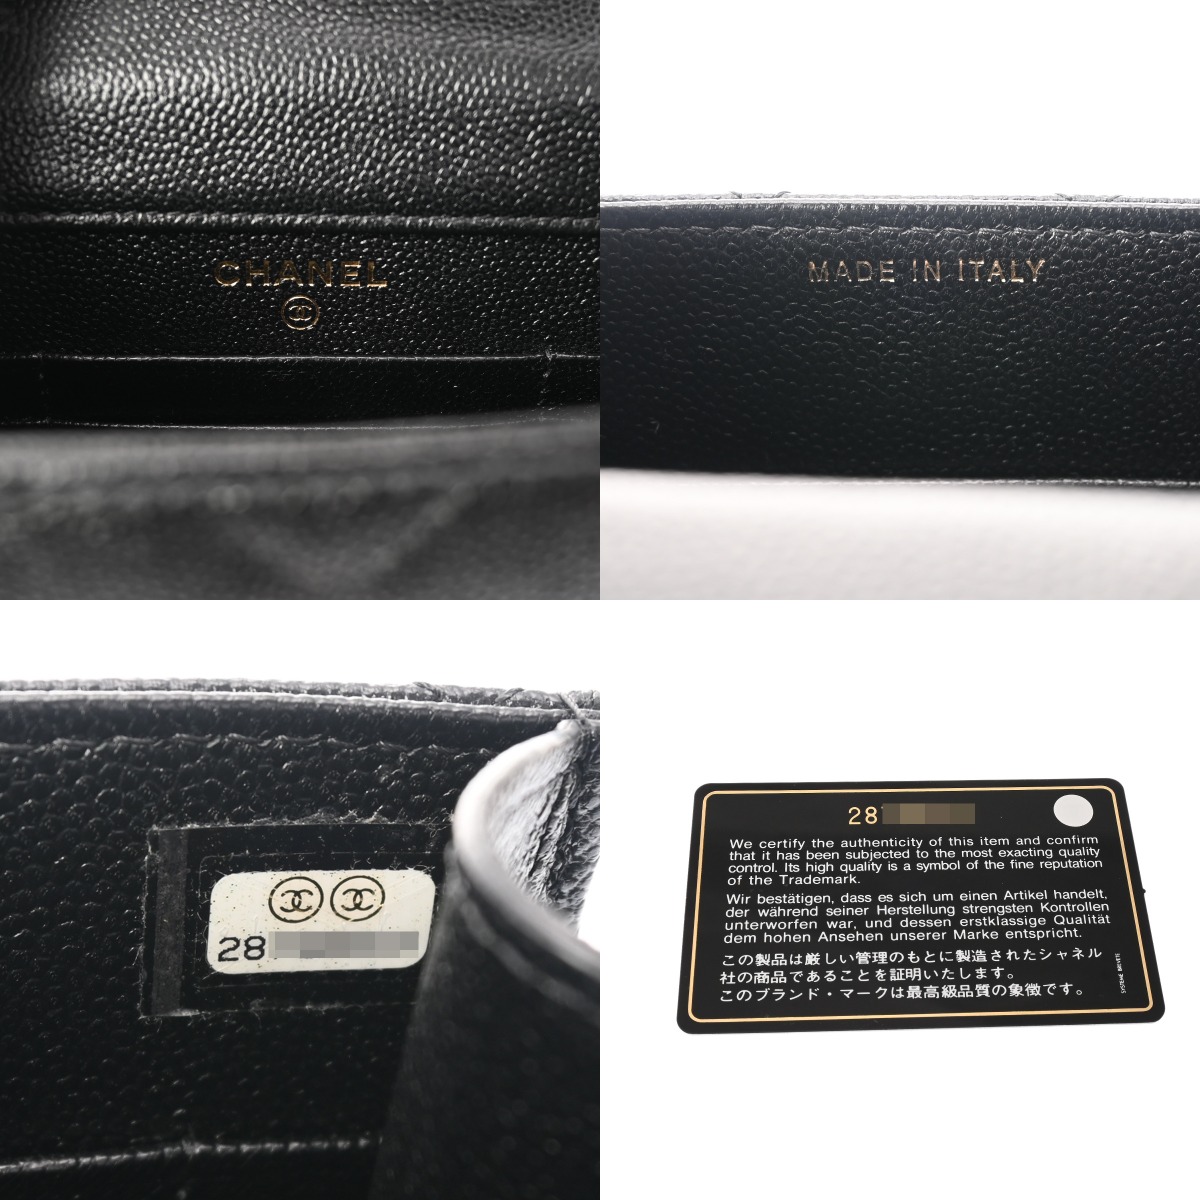 CHANEL
MADE IN ITALY
28
28
We certify the authenticity of this item and confirm
that it has been subjected to the most exacting quality
control. Its high quality is a symbol of the fine reputation
of the Trademark.
Wir bestätigen, dass es sich um einen Artikel handelt,
der während seiner Herstellung strengsten Kontrollen
unterworfen war, und dessen erstklassige Qualität
dem hohen Ansehen unserer Marke entspricht.
この製品は厳しい管理のもとに製造されたシャネル
社の商品であることを証明いたします。
このブランド・マークは最高級品質の象徴です。
SYSTEME BREVETE